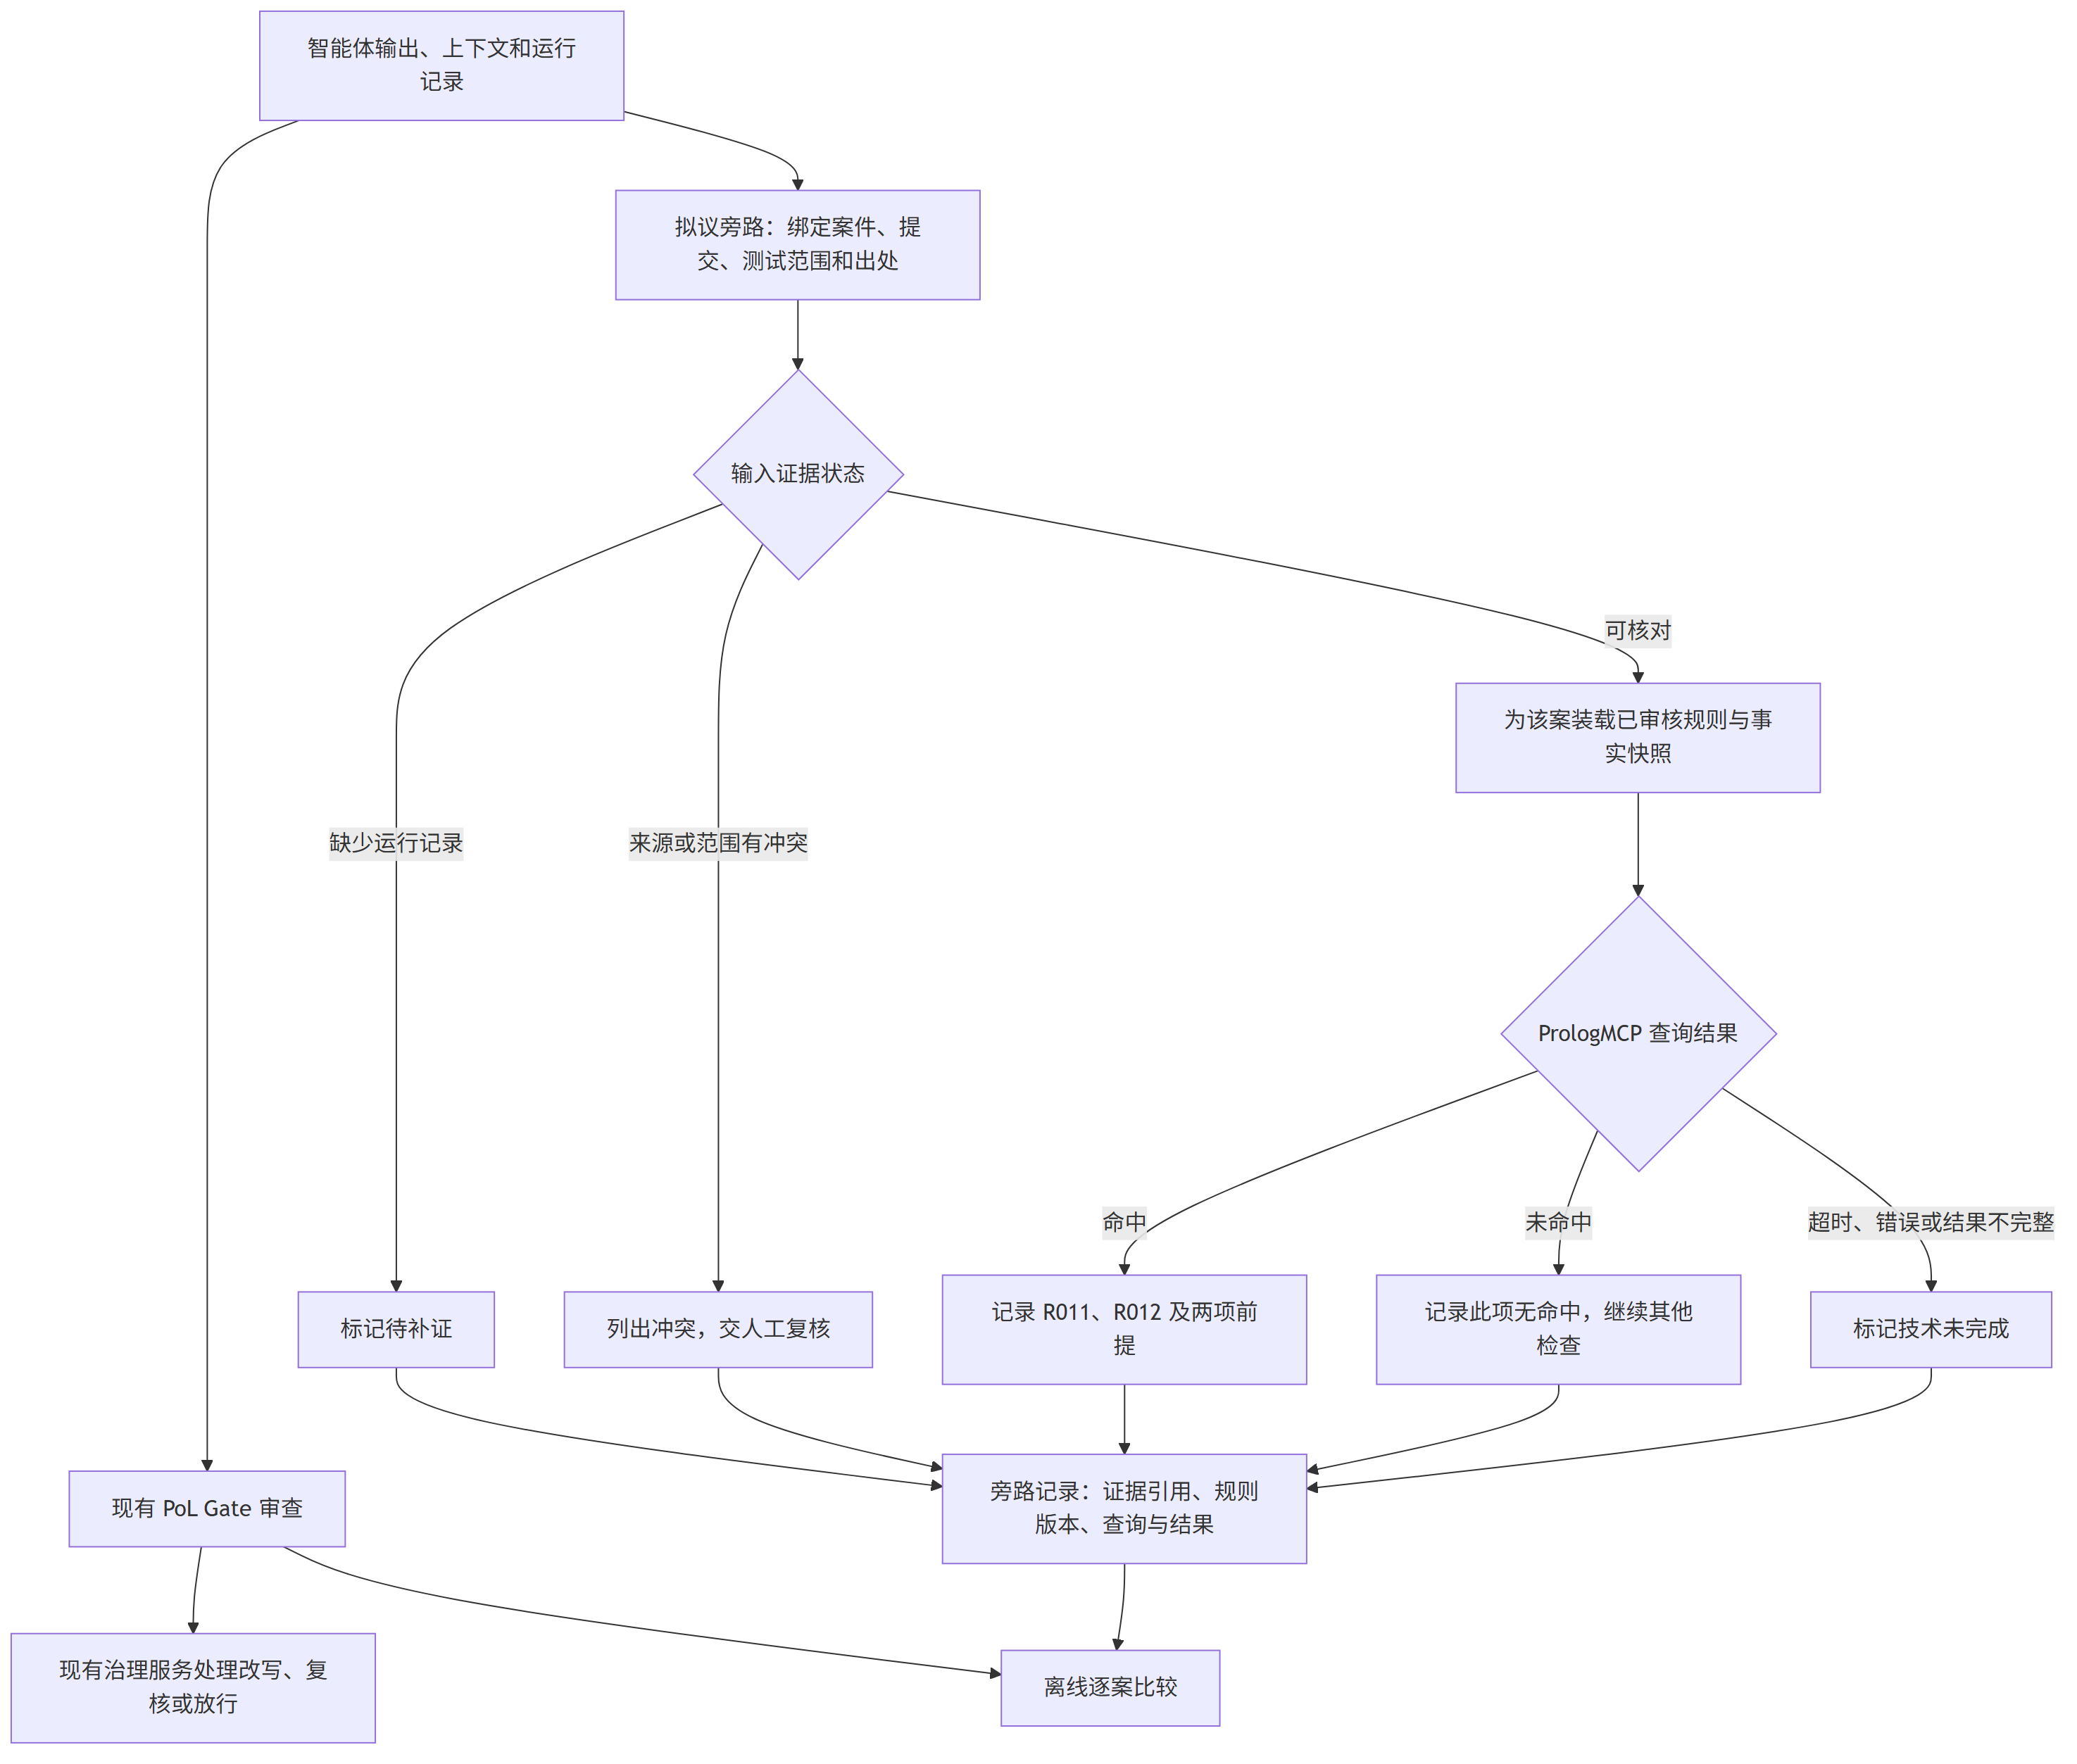 智能体输出、上下文和运行
记录
拟议旁路：绑定案件、提
交、测试范围和出处
输入证据状态
可核对
为该案装载已审核规则与事
实快照
缺少运行记录
来源或范围有冲突
PrologMCP 查询结果
命中
未命中
超时、错误或结果不完整
标记待补证
列出冲突，交人工复核
记录 R011、R012 及两项前
提
记录此项无命中，继续其他
检查
标记技术未完成
现有 PoL Gate 审查
旁路记录：证据引用、规则
版本、查询与结果
现有治理服务处理改写、复
核或放行
离线逐案比较